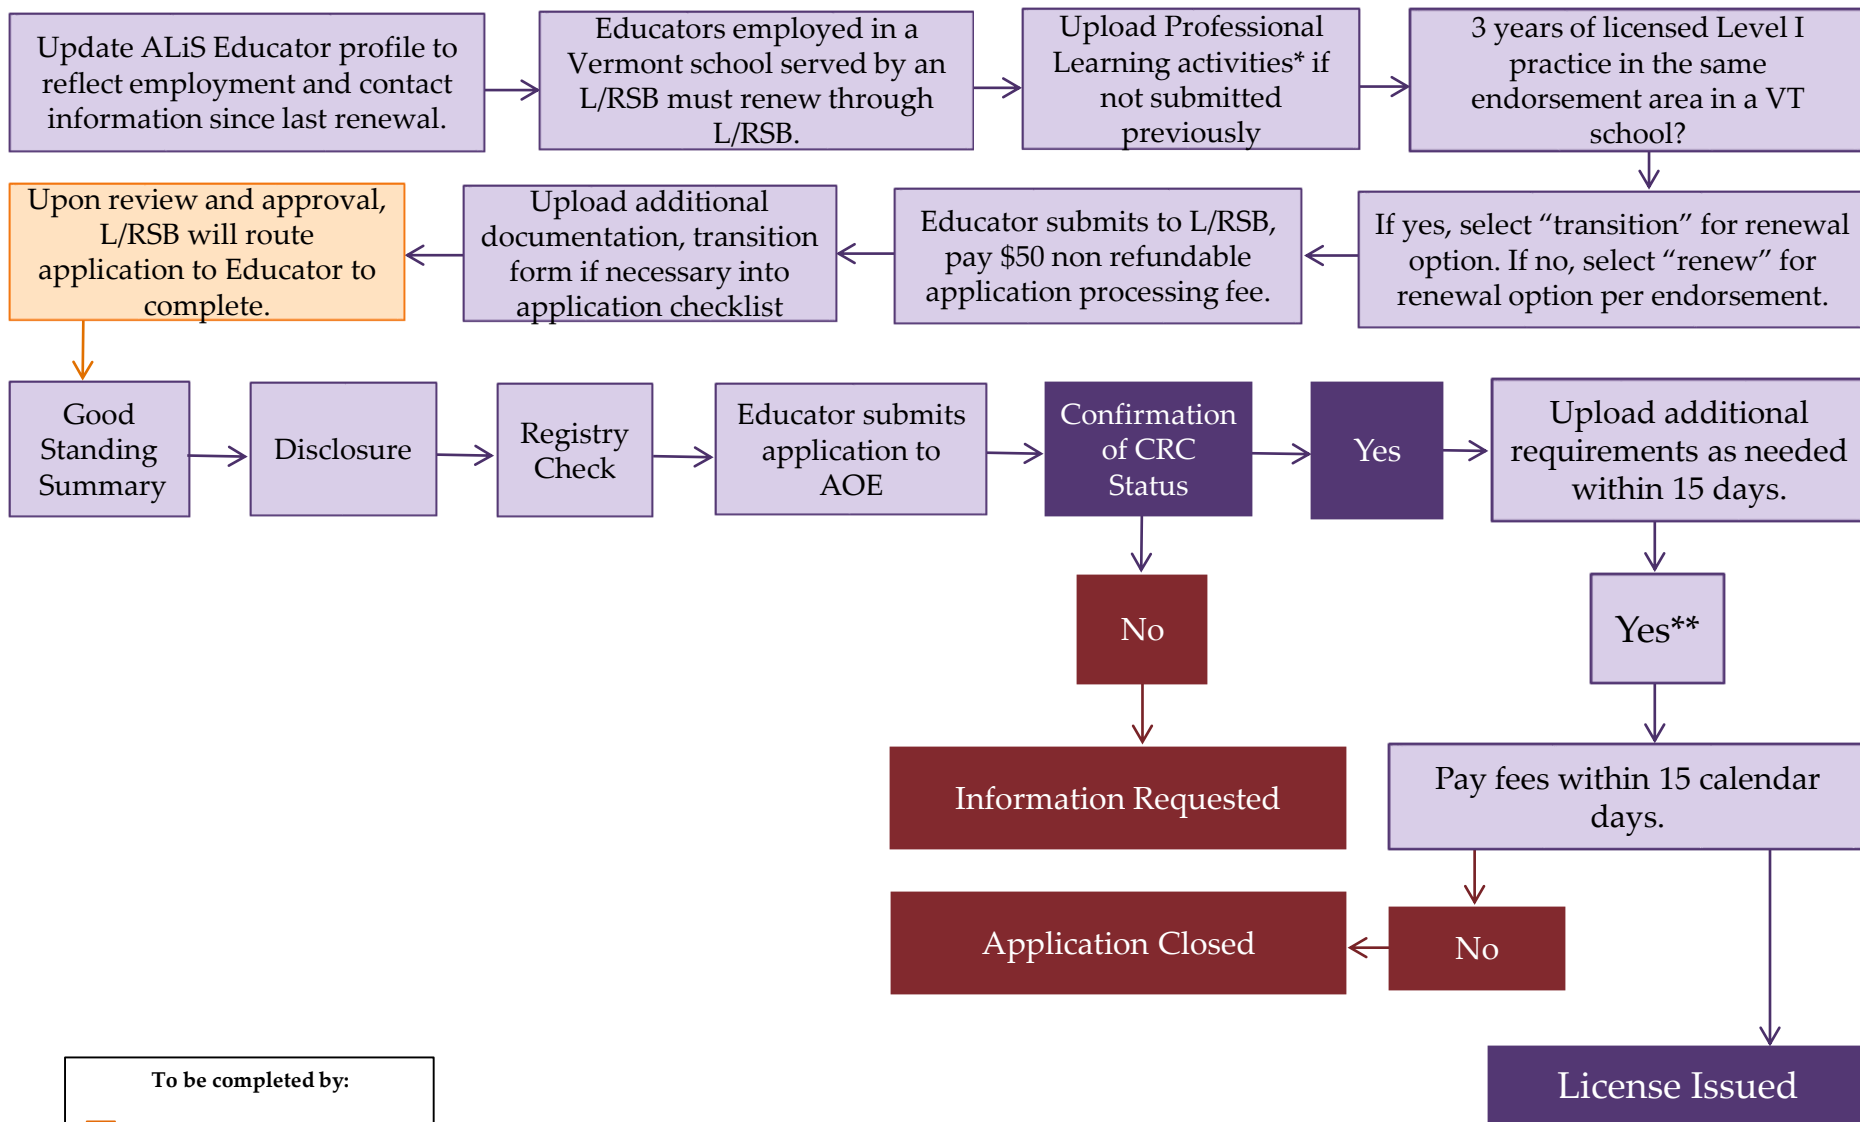 Update ALiS Educator profile to
reflect employment and contact
information since last renewal.
Educators employed in a
Vermont school served by an
L/RSB must renew through
L/RSB.
Upload Professional
Learning activities* if
not submitted
previously
3 years of licensed Level I
practice in the same
endorsement area in a VT
school?
If yes, select “transition” for renewal
option. If no, select “renew” for
renewal option per endorsement.
Educator submits to L/RSB,
pay $50 non refundable
application processing fee.
Upload additional
documentation, transition
form if necessary into
application checklist
Upon review and approval,
L/RSB will route
application to Educator to
complete.
Good
Standing
Summary
Disclosure
Registry
Check
Educator submits
application to
AOE
Confirmation
of CRC
Status
Yes
Upload additional
requirements as needed
within 15 days.
No
Yes**
Information Requested
Pay fees within 15 calendar
days.
No
Application Closed
License Issued
To be completed by: